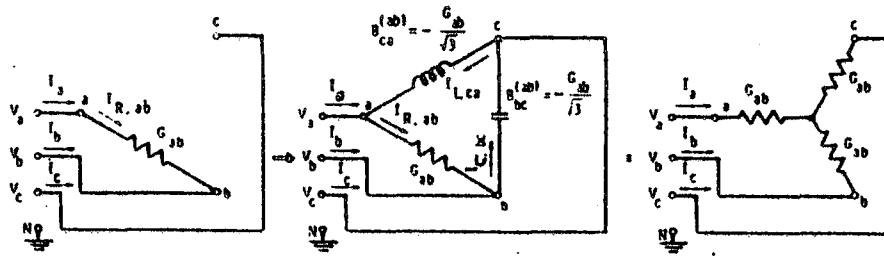 c
I_a
V_a
a
I_R,ab
G_ab
I_b
V_b
I_c
V_c
b
N
B_ca^(ab) = - G_ab/√3
c
I_L,ca
B_bc^(ab) = - G_ab/√3
I_a
V_a
a
I_R,ab
G_ab
I_b
V_b
I_c
V_c
b
N
=
c
G_ab
I_a
V_a
a
G_ab
G_ab
I_b
V_b
I_c
V_c
b
N